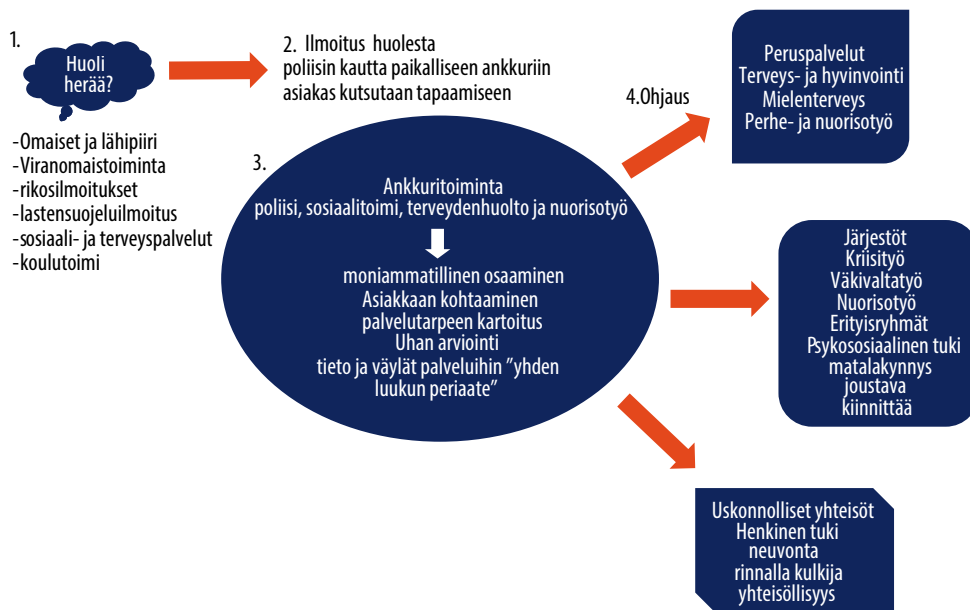 1.
Huoli
herää?
-Omaiset ja lähipiiri
-Viranomaistoiminta
-rikosilmoitukset
-lastensuojeluilmoitus
-sosiaali- ja terveyspalvelut
-koulutoimi
2. Ilmoitus huolesta
poliisin kautta paikalliseen ankkuriin
asiakas kutsutaan tapaamiseen
3.
Ankkuritoiminta
poliisi, sosiaalitoimi, terveydenhuolto ja nuorisotyö
moniammatillinen osaaminen
Asiakkaan kohtaaminen
palvelutarpeen kartoitus
Uhan arviointi
tieto ja väylät palveluihin ”yhden
luukun periaate”
4.Ohjaus
Peruspalvelut
Terveys- ja hyvinvointi
Mielenterveys
Perhe- ja nuorisotyö
Järjestöt
Kriisityö
Väkivaltatyö
Nuorisotyö
Erityisryhmät
Psykososiaalinen tuki
matalakynnys
joustava
kiinnittää
Uskonnolliset yhteisöt
Henkinen tuki
neuvonta
rinnalla kulkija
yhteisöllisyys